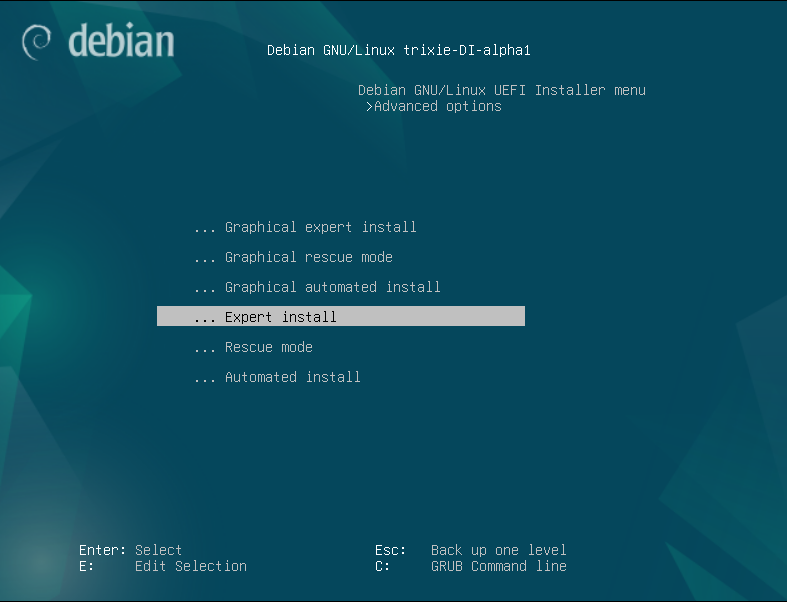 debian
Debian GNU/Linux trixie-DI-alpha1
Debian GNU/Linux UEFI Installer menu
>Advanced options
... Graphical expert install
... Graphical rescue mode
... Graphical automated install
... Expert install
... Rescue mode
... Automated install
Enter: Select Esc: Back up one level
E: Edit Selection C: GRUB Command line